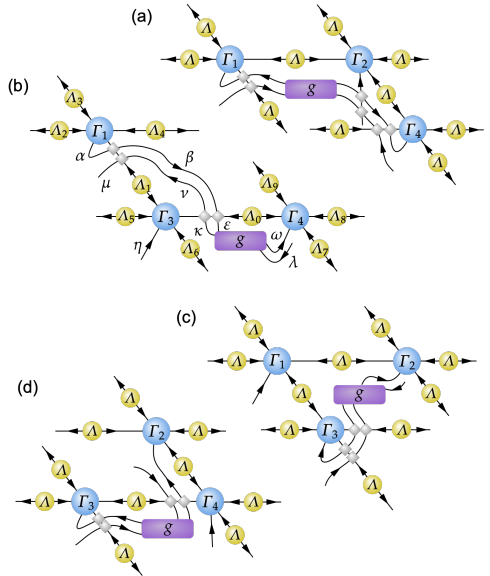 (a)
Λ Λ
Γ₁ Λ Γ₂ Λ
Λ g Λ
Λ Λ Γ₄ Λ
Λ
(b)
Λ₃
Λ₂ Γ₁ Λ₄
α β
μ Λ₁ ν Λ₉
Λ₅ Γ₃ Λ₀ Γ₄ Λ₈
κ ε
η Λ₆ g ω Λ₇
λ
(c)
Λ Λ
Λ Γ₁ Λ Γ₂ Λ
Λ g Λ
Λ Γ₃ Λ
Λ
(d)
Λ
Λ Γ₂ Λ
Λ Λ
Λ Γ₃ Λ Γ₄ Λ
g
Λ Λ